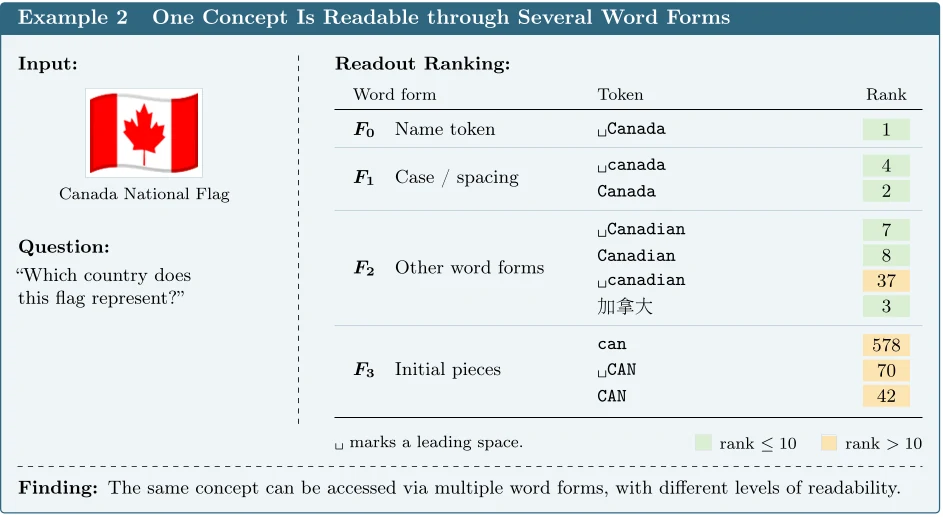 Example 2 One Concept Is Readable through Several Word Forms
Input:
Canada National Flag
Question:
“Which country does
this flag represent?”
Readout Ranking:
Word form Token Rank
F0 Name token ␣Canada 1
F1 Case / spacing ␣canada 4
Canada 2
F2 Other word forms ␣Canadian 7
Canadian 8
␣canadian 37
加拿大 3
F3 Initial pieces can 578
␣CAN 70
CAN 42
␣ marks a leading space. rank ≤ 10 rank > 10
Finding: The same concept can be accessed via multiple word forms, with different levels of readability.